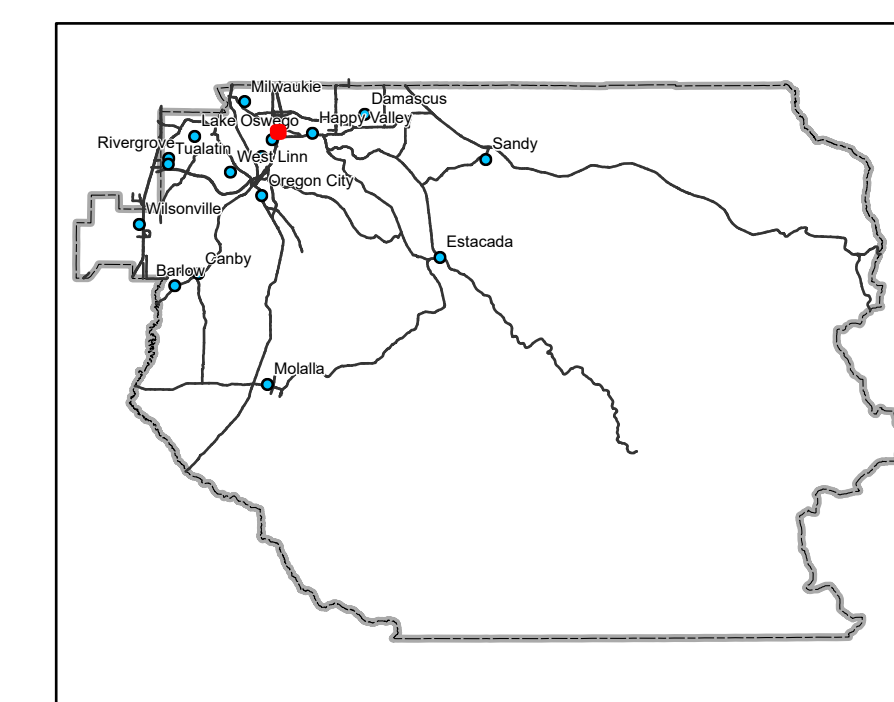 Milwaukie
Damascus
Lake Oswego
Happy Valley
Rivergrove
Tualatin
West Linn
Sandy
Oregon City
Wilsonville
Estacada
Canby
Barlow
Molalla